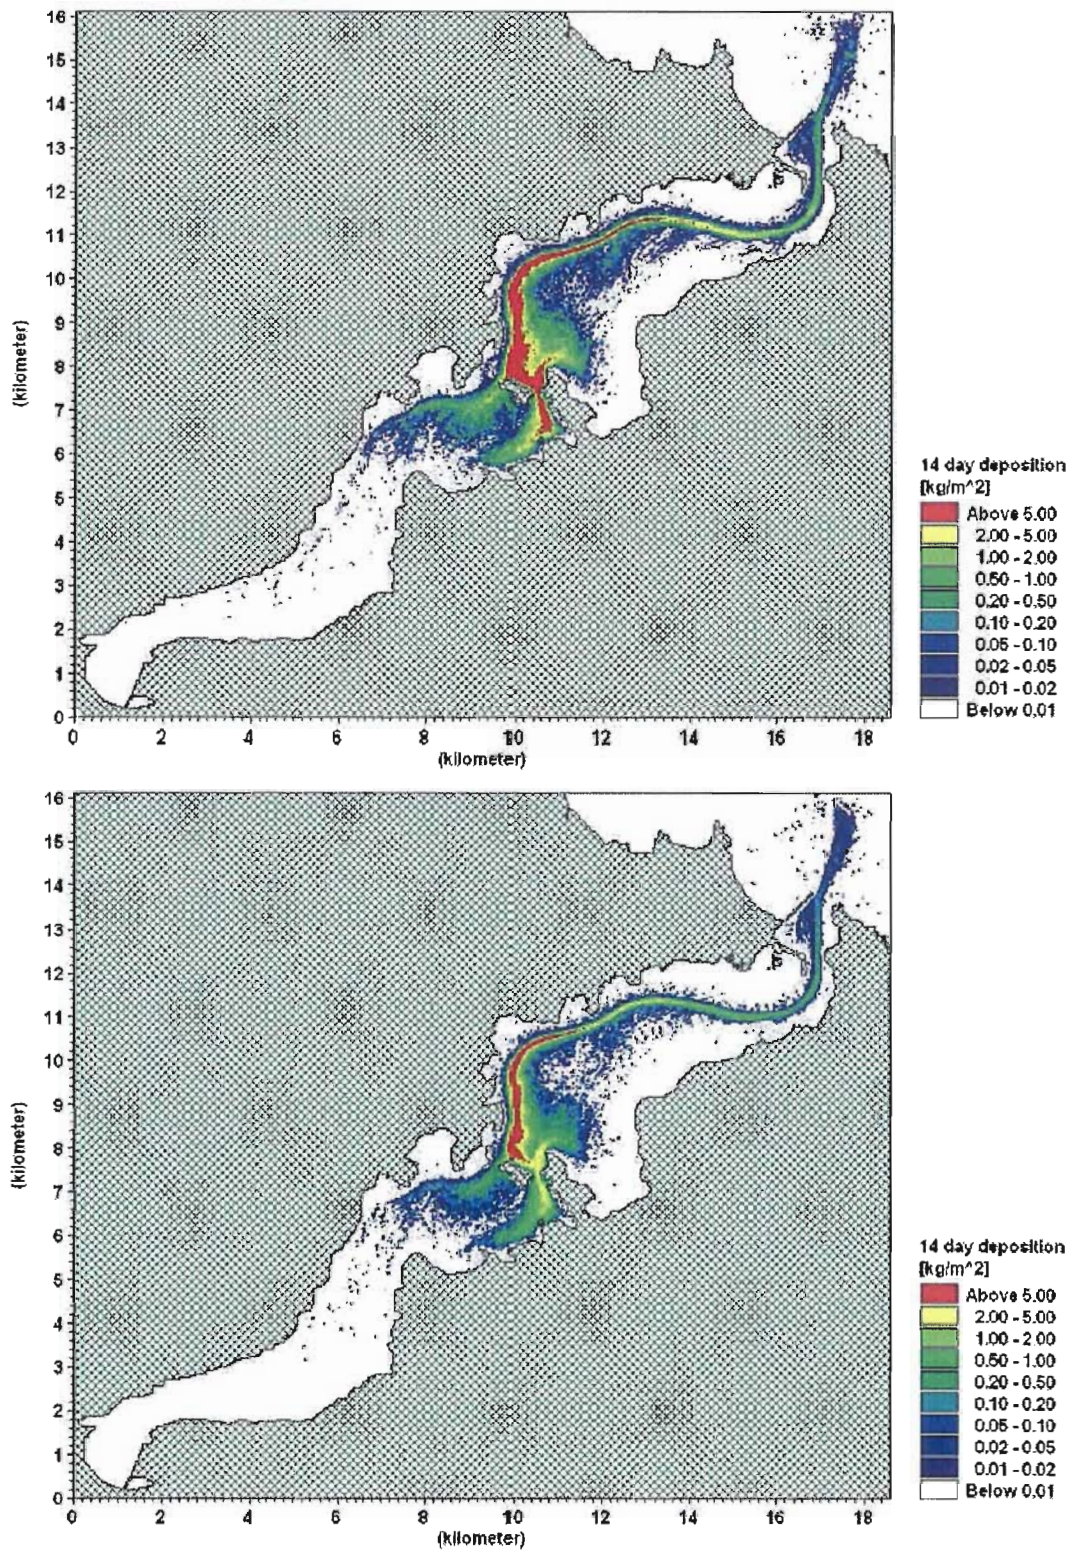 16
15
14
13
12
11
10
9
8
7
6
5
4
3
2
1
0
(kilometer)
0 2 4 6 8 10 12 14 16 18
(kilometer)
14 day deposition
[kg/m^2]
Above 5.00
2.00 - 5.00
1.00 - 2.00
0.50 - 1.00
0.20 - 0.50
0.10 - 0.20
0.05 - 0.10
0.02 - 0.05
0.01 - 0.02
Below 0.01
16
15
14
13
12
11
10
9
8
7
6
5
4
3
2
1
0
(kilometer)
0 2 4 6 8 10 12 14 16 18
(kilometer)
14 day deposition
[kg/m^2]
Above 5.00
2.00 - 5.00
1.00 - 2.00
0.50 - 1.00
0.20 - 0.50
0.10 - 0.20
0.05 - 0.10
0.02 - 0.05
0.01 - 0.02
Below 0.01